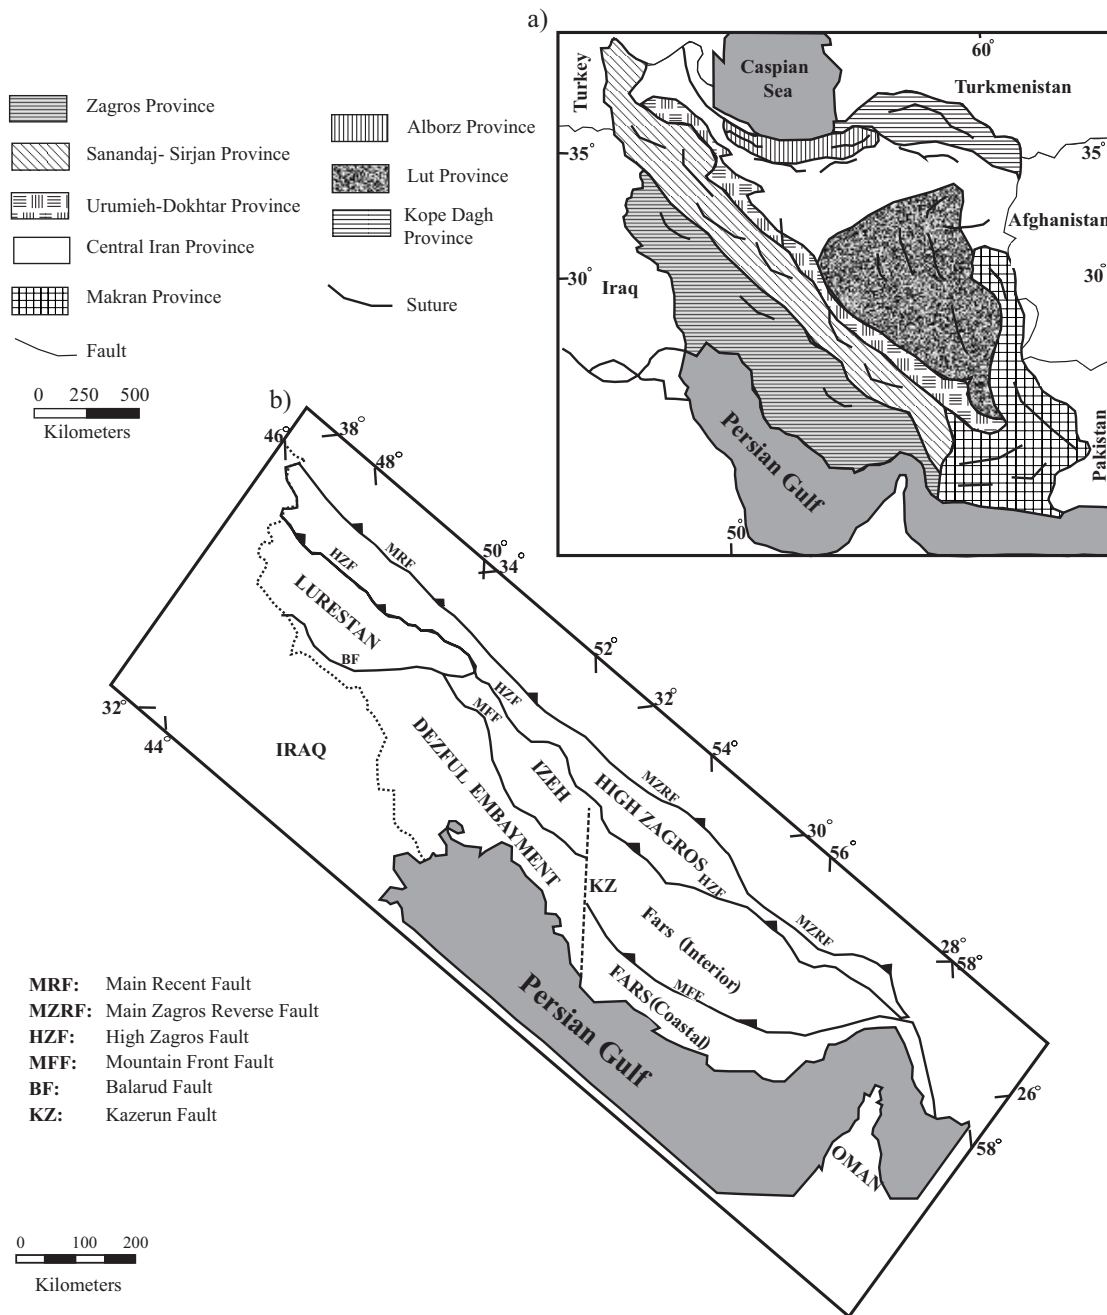 a)
Zagros Province
Sanandaj- Sirjan Province
Urumieh-Dokhtar Province
Central Iran Province
Makran Province
Fault
Alborz Province
Lut Province
Kope Dagh
Province
Suture
0 250 500
Kilometers
60°
Turkey
Caspian
Sea
Turkmenistan
35°
35°
Afghanistan
30°
Iraq
30°
Persian Gulf
Pakistan
50°
b)
46°
38°
48°
50°
34°
HZF
MRF
LURESTAN
BF
52°
HZF
32°
MFF
32°
44°
IRAQ
DEZFUL EMBAYMENT
IZEH
54°
MZRF
HIGH ZAGROS
30°
56°
KZ
HZF
MZRF
Fars (Interior)
28°
58°
MFF
FARS(Coastal)
Persian Gulf
26°
58°
OMAN
MRF: Main Recent Fault
MZRF: Main Zagros Reverse Fault
HZF: High Zagros Fault
MFF: Mountain Front Fault
BF: Balarud Fault
KZ: Kazerun Fault
0 100 200
Kilometers